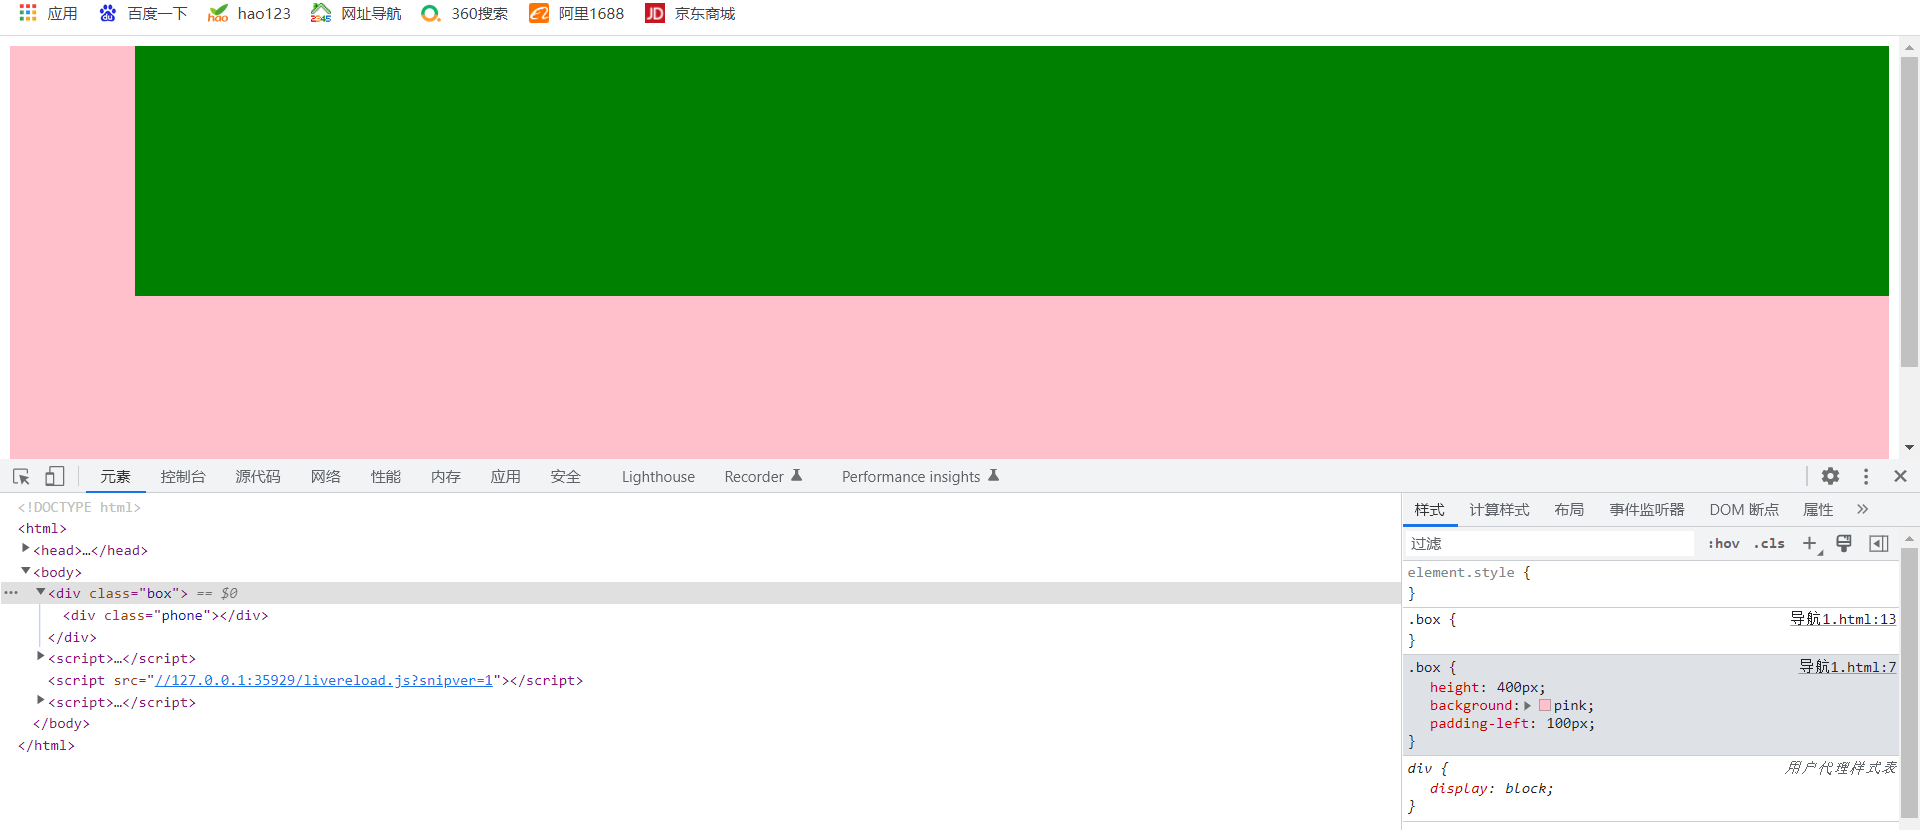 应用 百度一下 hao123 网址导航 360搜索 阿里1688 京东商城
元素 控制台 源代码 网络 性能 内存 应用 安全 Lighthouse Recorder Performance insights
<!DOCTYPE html>
<html>
<head>…</head>
<body>
<div class="box"> == $0
<div class="phone"></div>
</div>
<script>…</script>
<script src="//127.0.0.1:35929/livereload.js?snipver=1"></script>
<script>…</script>
</body>
</html>
样式 计算样式 布局 事件监听器 DOM 断点 属性 »
过滤 :hov .cls
element.style {
}
.box { 导航1.html:13
}
.box { 导航1.html:7
height: 400px;
background: pink;
padding-left: 100px;
}
div { 用户代理样式表
display: block;
}